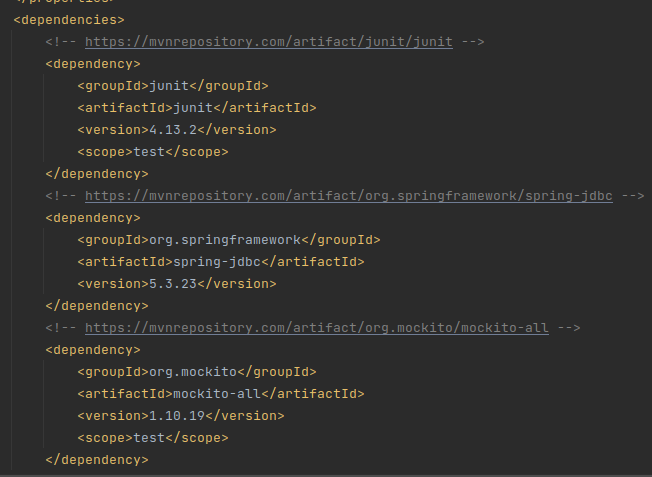 </properties>
<dependencies>
<!-- https://mvnrepository.com/artifact/junit/junit -->
<dependency>
<groupId>junit</groupId>
<artifactId>junit</artifactId>
<version>4.13.2</version>
<scope>test</scope>
</dependency>
<!-- https://mvnrepository.com/artifact/org.springframework/spring-jdbc -->
<dependency>
<groupId>org.springframework</groupId>
<artifactId>spring-jdbc</artifactId>
<version>5.3.23</version>
</dependency>
<!-- https://mvnrepository.com/artifact/org.mockito/mockito-all -->
<dependency>
<groupId>org.mockito</groupId>
<artifactId>mockito-all</artifactId>
<version>1.10.19</version>
<scope>test</scope>
</dependency>